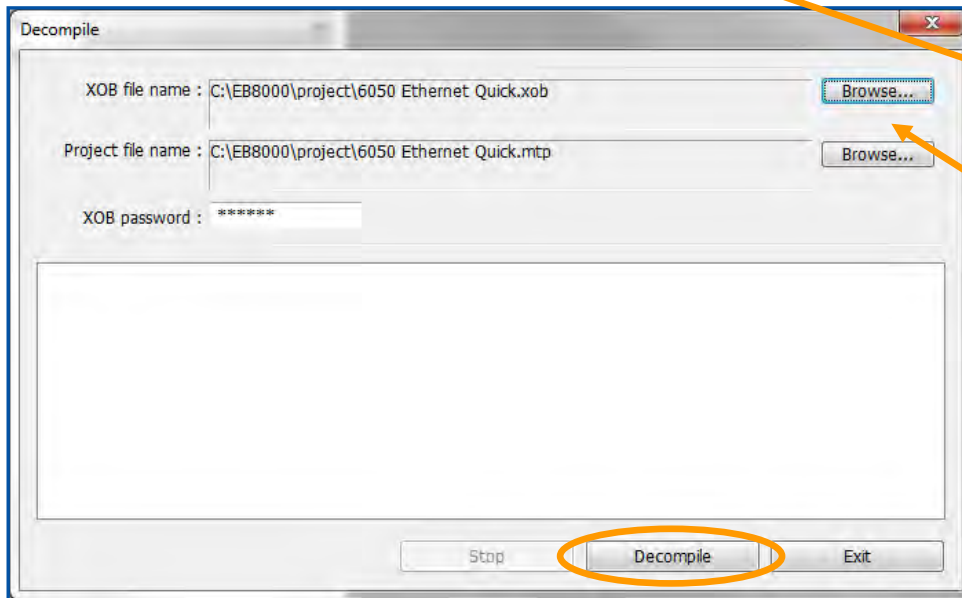 Decompile
XOB file name : C:\EB8000\project\6050 Ethernet Quick.xob Browse...
Project file name : C:\EB8000\project\6050 Ethernet Quick.mtp Browse...
XOB password : ******
Stop Decompile Exit